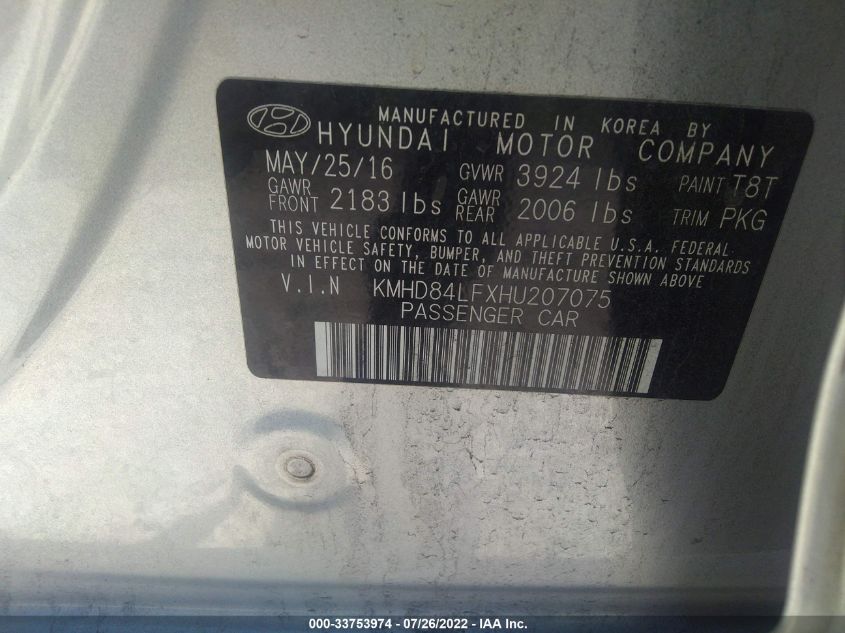 MANUFACTURED IN KOREA BY
HYUNDAI MOTOR COMPANY
MAY/25/16 GVWR 3924 lbs PAINT T8T
GAWR FRONT 2183 lbs GAWR REAR 2006 lbs TRIM PKG
THIS VEHICLE CONFORMS TO ALL APPLICABLE U.S.A. FEDERAL
MOTOR VEHICLE SAFETY, BUMPER, AND THEFT PREVENTION STANDARDS
IN EFFECT ON THE DATE OF MANUFACTURE SHOWN ABOVE
V.I.N KMHD84LFXHU207075
PASSENGER CAR
000-33753974 - 07/26/2022 - IAA Inc.